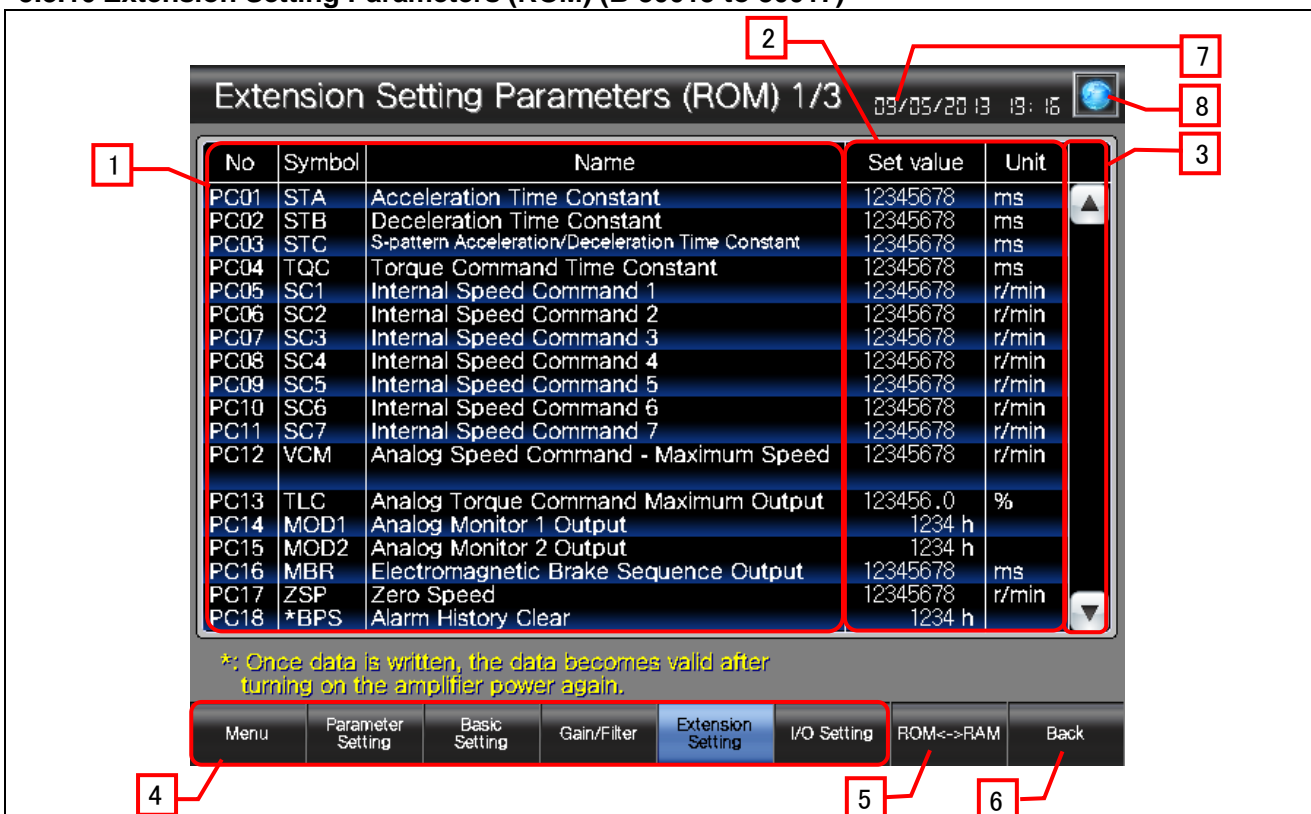 Extension Setting Parameters (ROM)
2
7
Extension Setting Parameters (ROM) 1/3 09/05/2013 19:16
8
1
3
No Symbol Name Set value Unit
PC01 STA Acceleration Time Constant 12345678 ms
PC02 STB Deceleration Time Constant 12345678 ms
PC03 STC S-pattern Acceleration/Deceleration Time Constant 12345678 ms
PC04 TQC Torque Command Time Constant 12345678 ms
PC05 SC1 Internal Speed Command 1 12345678 r/min
PC06 SC2 Internal Speed Command 2 12345678 r/min
PC07 SC3 Internal Speed Command 3 12345678 r/min
PC08 SC4 Internal Speed Command 4 12345678 r/min
PC09 SC5 Internal Speed Command 5 12345678 r/min
PC10 SC6 Internal Speed Command 6 12345678 r/min
PC11 SC7 Internal Speed Command 7 12345678 r/min
PC12 VCM Analog Speed Command - Maximum Speed 12345678 r/min
PC13 TLC Analog Torque Command Maximum Output 123456.0 %
PC14 MOD1 Analog Monitor 1 Output 1234 h
PC15 MOD2 Analog Monitor 2 Output 1234 h
PC16 MBR Electromagnetic Brake Sequence Output 12345678 ms
PC17 ZSP Zero Speed 12345678 r/min
PC18 *BPS Alarm History Clear 1234 h
*: Once data is written, the data becomes valid after
turning on the amplifier power again.
Menu
Parameter
Setting
Basic
Setting
Gain/Filter
Extension
Setting
I/O Setting
ROM<->RAM
Back
4
5
6